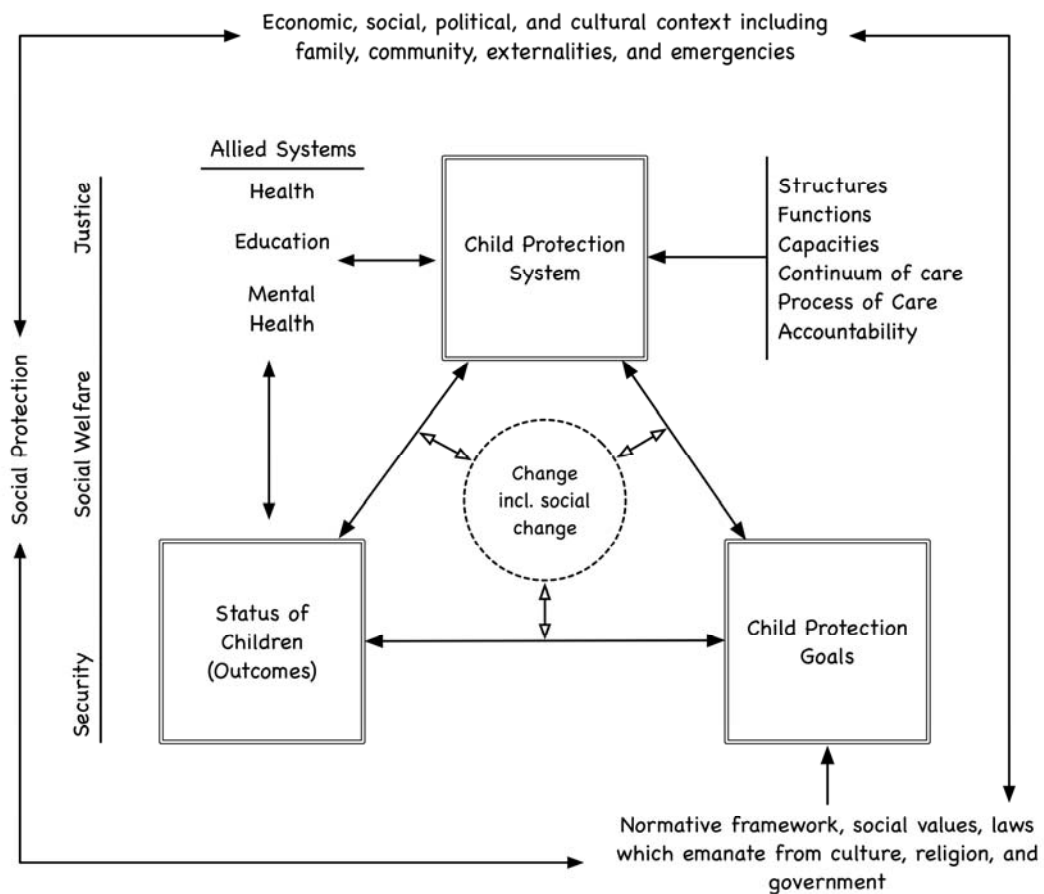 Economic, social, political, and cultural context including
family, community, externalities, and emergencies
Allied Systems
Health
Education
Mental
Health
Child Protection
System
Structures
Functions
Capacities
Continuum of care
Process of Care
Accountability
Justice
Social Welfare
Security
Social Protection
Change
incl. social
change
Status of
Children
(Outcomes)
Child Protection
Goals
Normative framework, social values, laws
which emanate from culture, religion, and
government